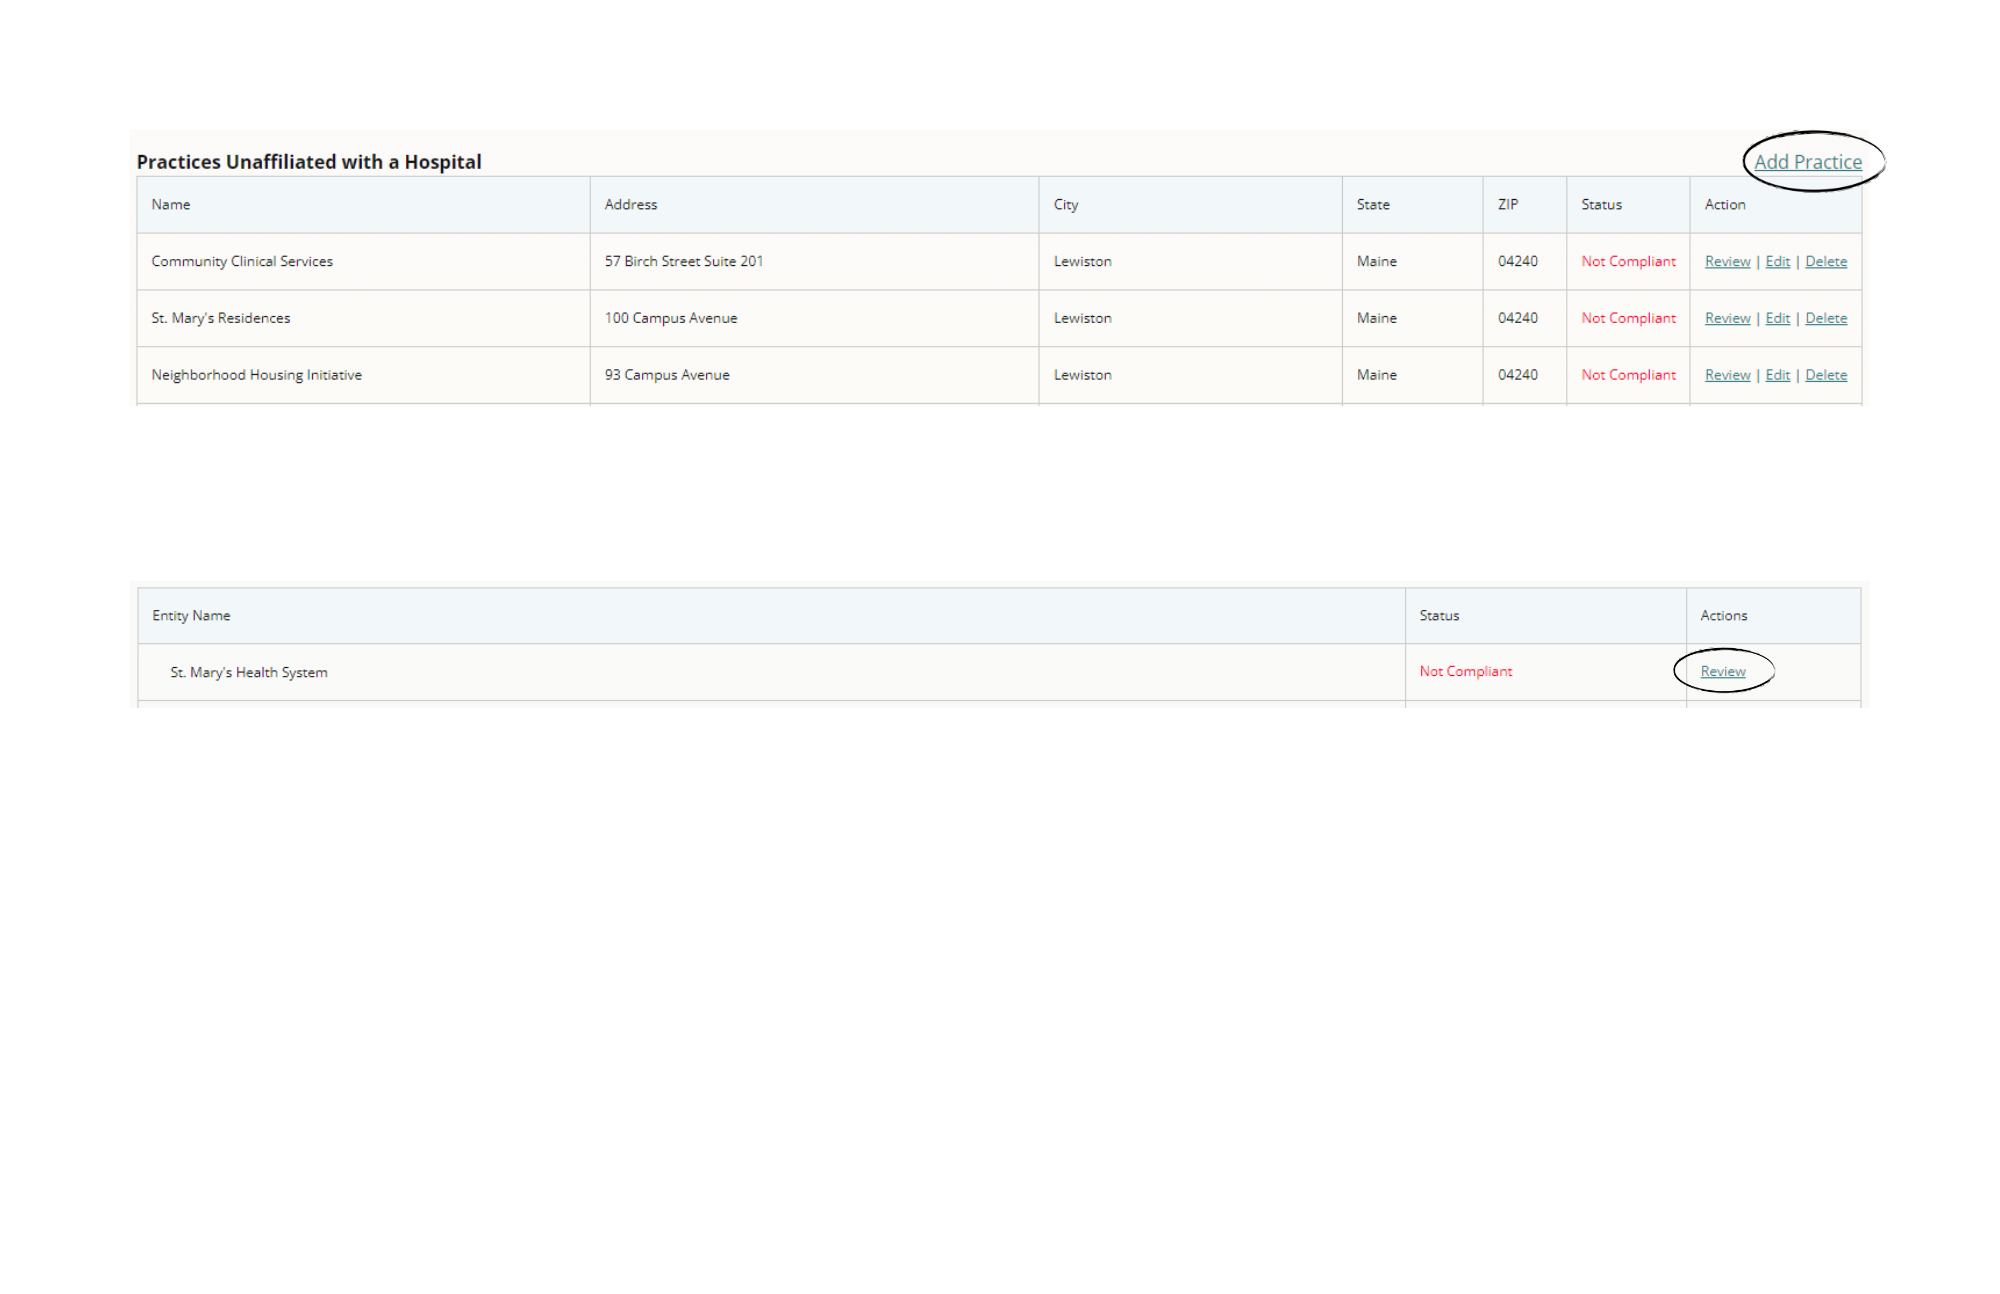 Practices Unaffiliated with a Hospital Add Practice
Name Address City State ZIP Status Action
Community Clinical Services 57 Birch Street Suite 201 Lewiston Maine 04240 Not Compliant Review | Edit | Delete
St. Mary's Residences 100 Campus Avenue Lewiston Maine 04240 Not Compliant Review | Edit | Delete
Neighborhood Housing Initiative 93 Campus Avenue Lewiston Maine 04240 Not Compliant Review | Edit | Delete
Entity Name Status Actions
St. Mary's Health System Not Compliant Review